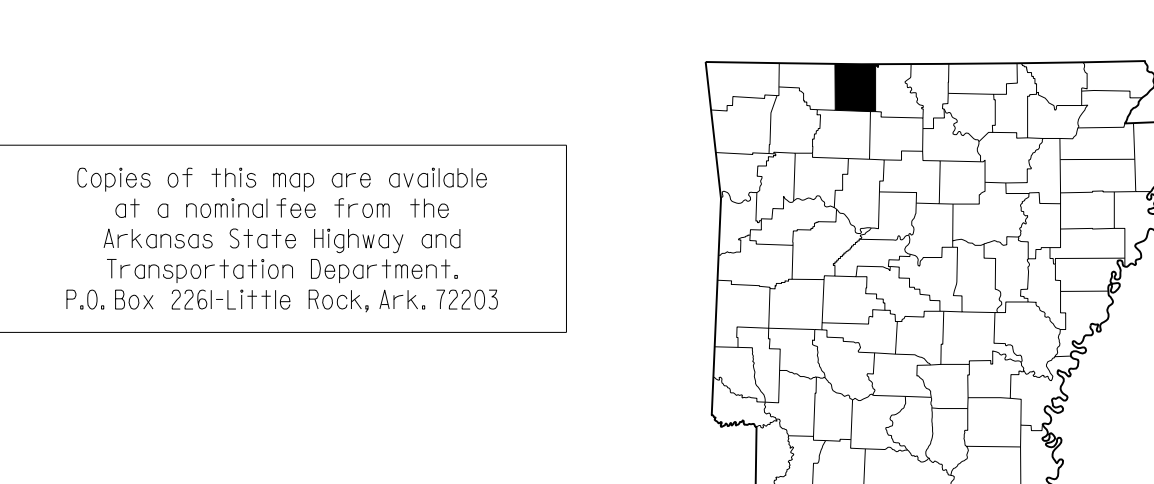 Copies of this map are available
at a nominal fee from the
Arkansas State Highway and
Transportation Department.
P.O. Box 2261-Little Rock, Ark. 72203